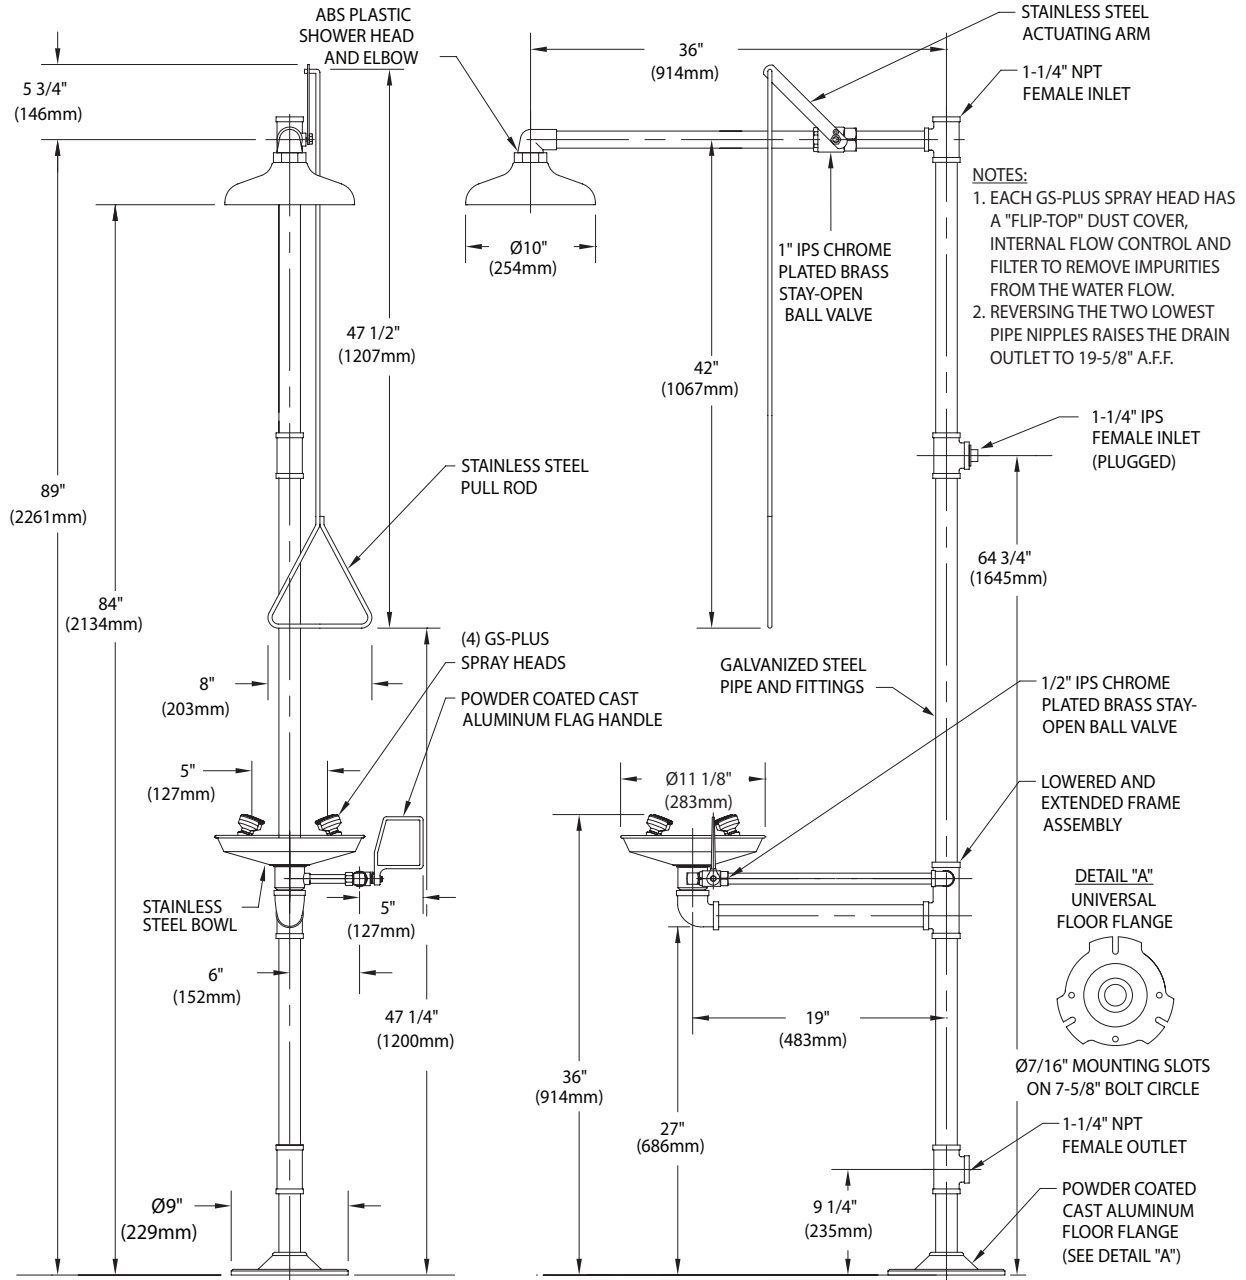 ABS PLASTIC
SHOWER HEAD
AND ELBOW
STAINLESS STEEL
ACTUATING ARM
36"
(914mm)
1-1/4" NPT
FEMALE INLET
5 3/4"
(146mm)
NOTES:
1. EACH GS-PLUS SPRAY HEAD HAS
A "FLIP-TOP" DUST COVER,
INTERNAL FLOW CONTROL AND
FILTER TO REMOVE IMPURITIES
FROM THE WATER FLOW.
2. REVERSING THE TWO LOWEST
PIPE NIPPLES RAISES THE DRAIN
OUTLET TO 19-5/8" A.F.F.
Ø10"
(254mm)
1" IPS CHROME
PLATED BRASS
STAY-OPEN
BALL VALVE
47 1/2"
(1207mm)
42"
(1067mm)
1-1/4" IPS
FEMALE INLET
(PLUGGED)
STAINLESS STEEL
PULL ROD
89"
(2261mm)
64 3/4"
(1645mm)
84"
(2134mm)
(4) GS-PLUS
SPRAY HEADS
GALVANIZED STEEL
PIPE AND FITTINGS
1/2" IPS CHROME
PLATED BRASS STAY-
OPEN BALL VALVE
8"
(203mm)
POWDER COATED CAST
ALUMINUM FLAG HANDLE
5"
(127mm)
Ø11 1/8"
(283mm)
LOWERED AND
EXTENDED FRAME
ASSEMBLY
DETAIL "A"
UNIVERSAL
FLOOR FLANGE
STAINLESS
STEEL BOWL
5"
(127mm)
6"
(152mm)
47 1/4"
(1200mm)
19"
(483mm)
Ø7/16" MOUNTING SLOTS
ON 7-5/8" BOLT CIRCLE
36"
(914mm)
27"
(686mm)
1-1/4" NPT
FEMALE OUTLET
Ø9"
(229mm)
9 1/4"
(235mm)
POWDER COATED
CAST ALUMINUM
FLOOR FLANGE
(SEE DETAIL "A")